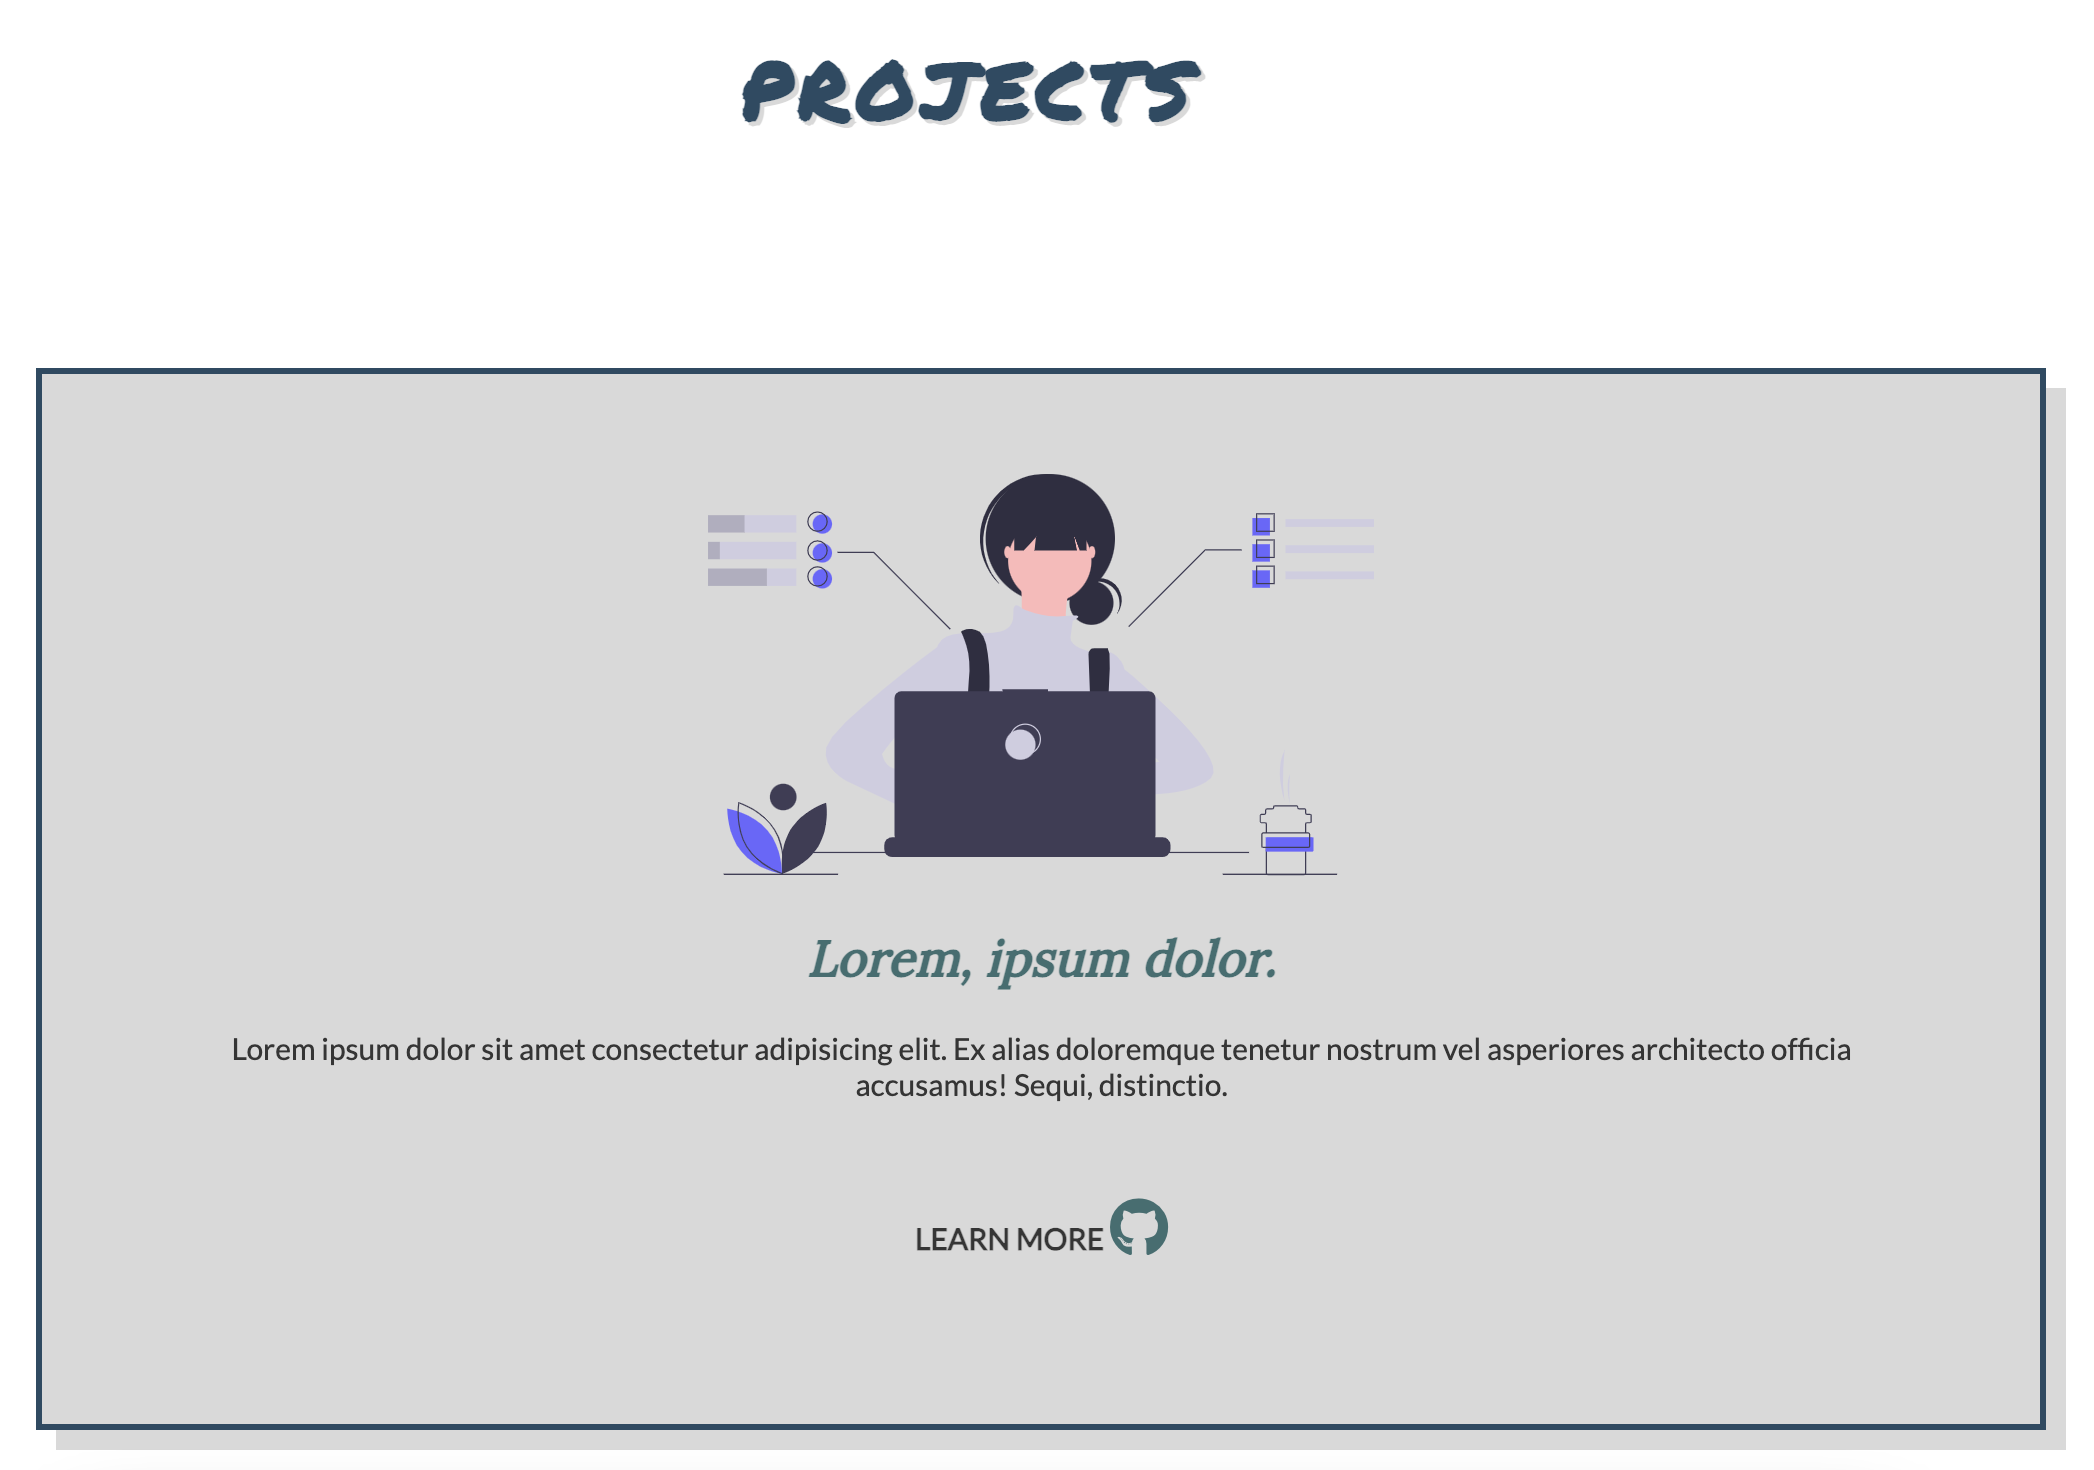 PROJECTS
Lorem, ipsum dolor.
Lorem ipsum dolor sit amet consectetur adipisicing elit. Ex alias doloremque tenetur nostrum vel asperiores architecto officia
accusamus! Sequi, distinctio.
LEARN MORE